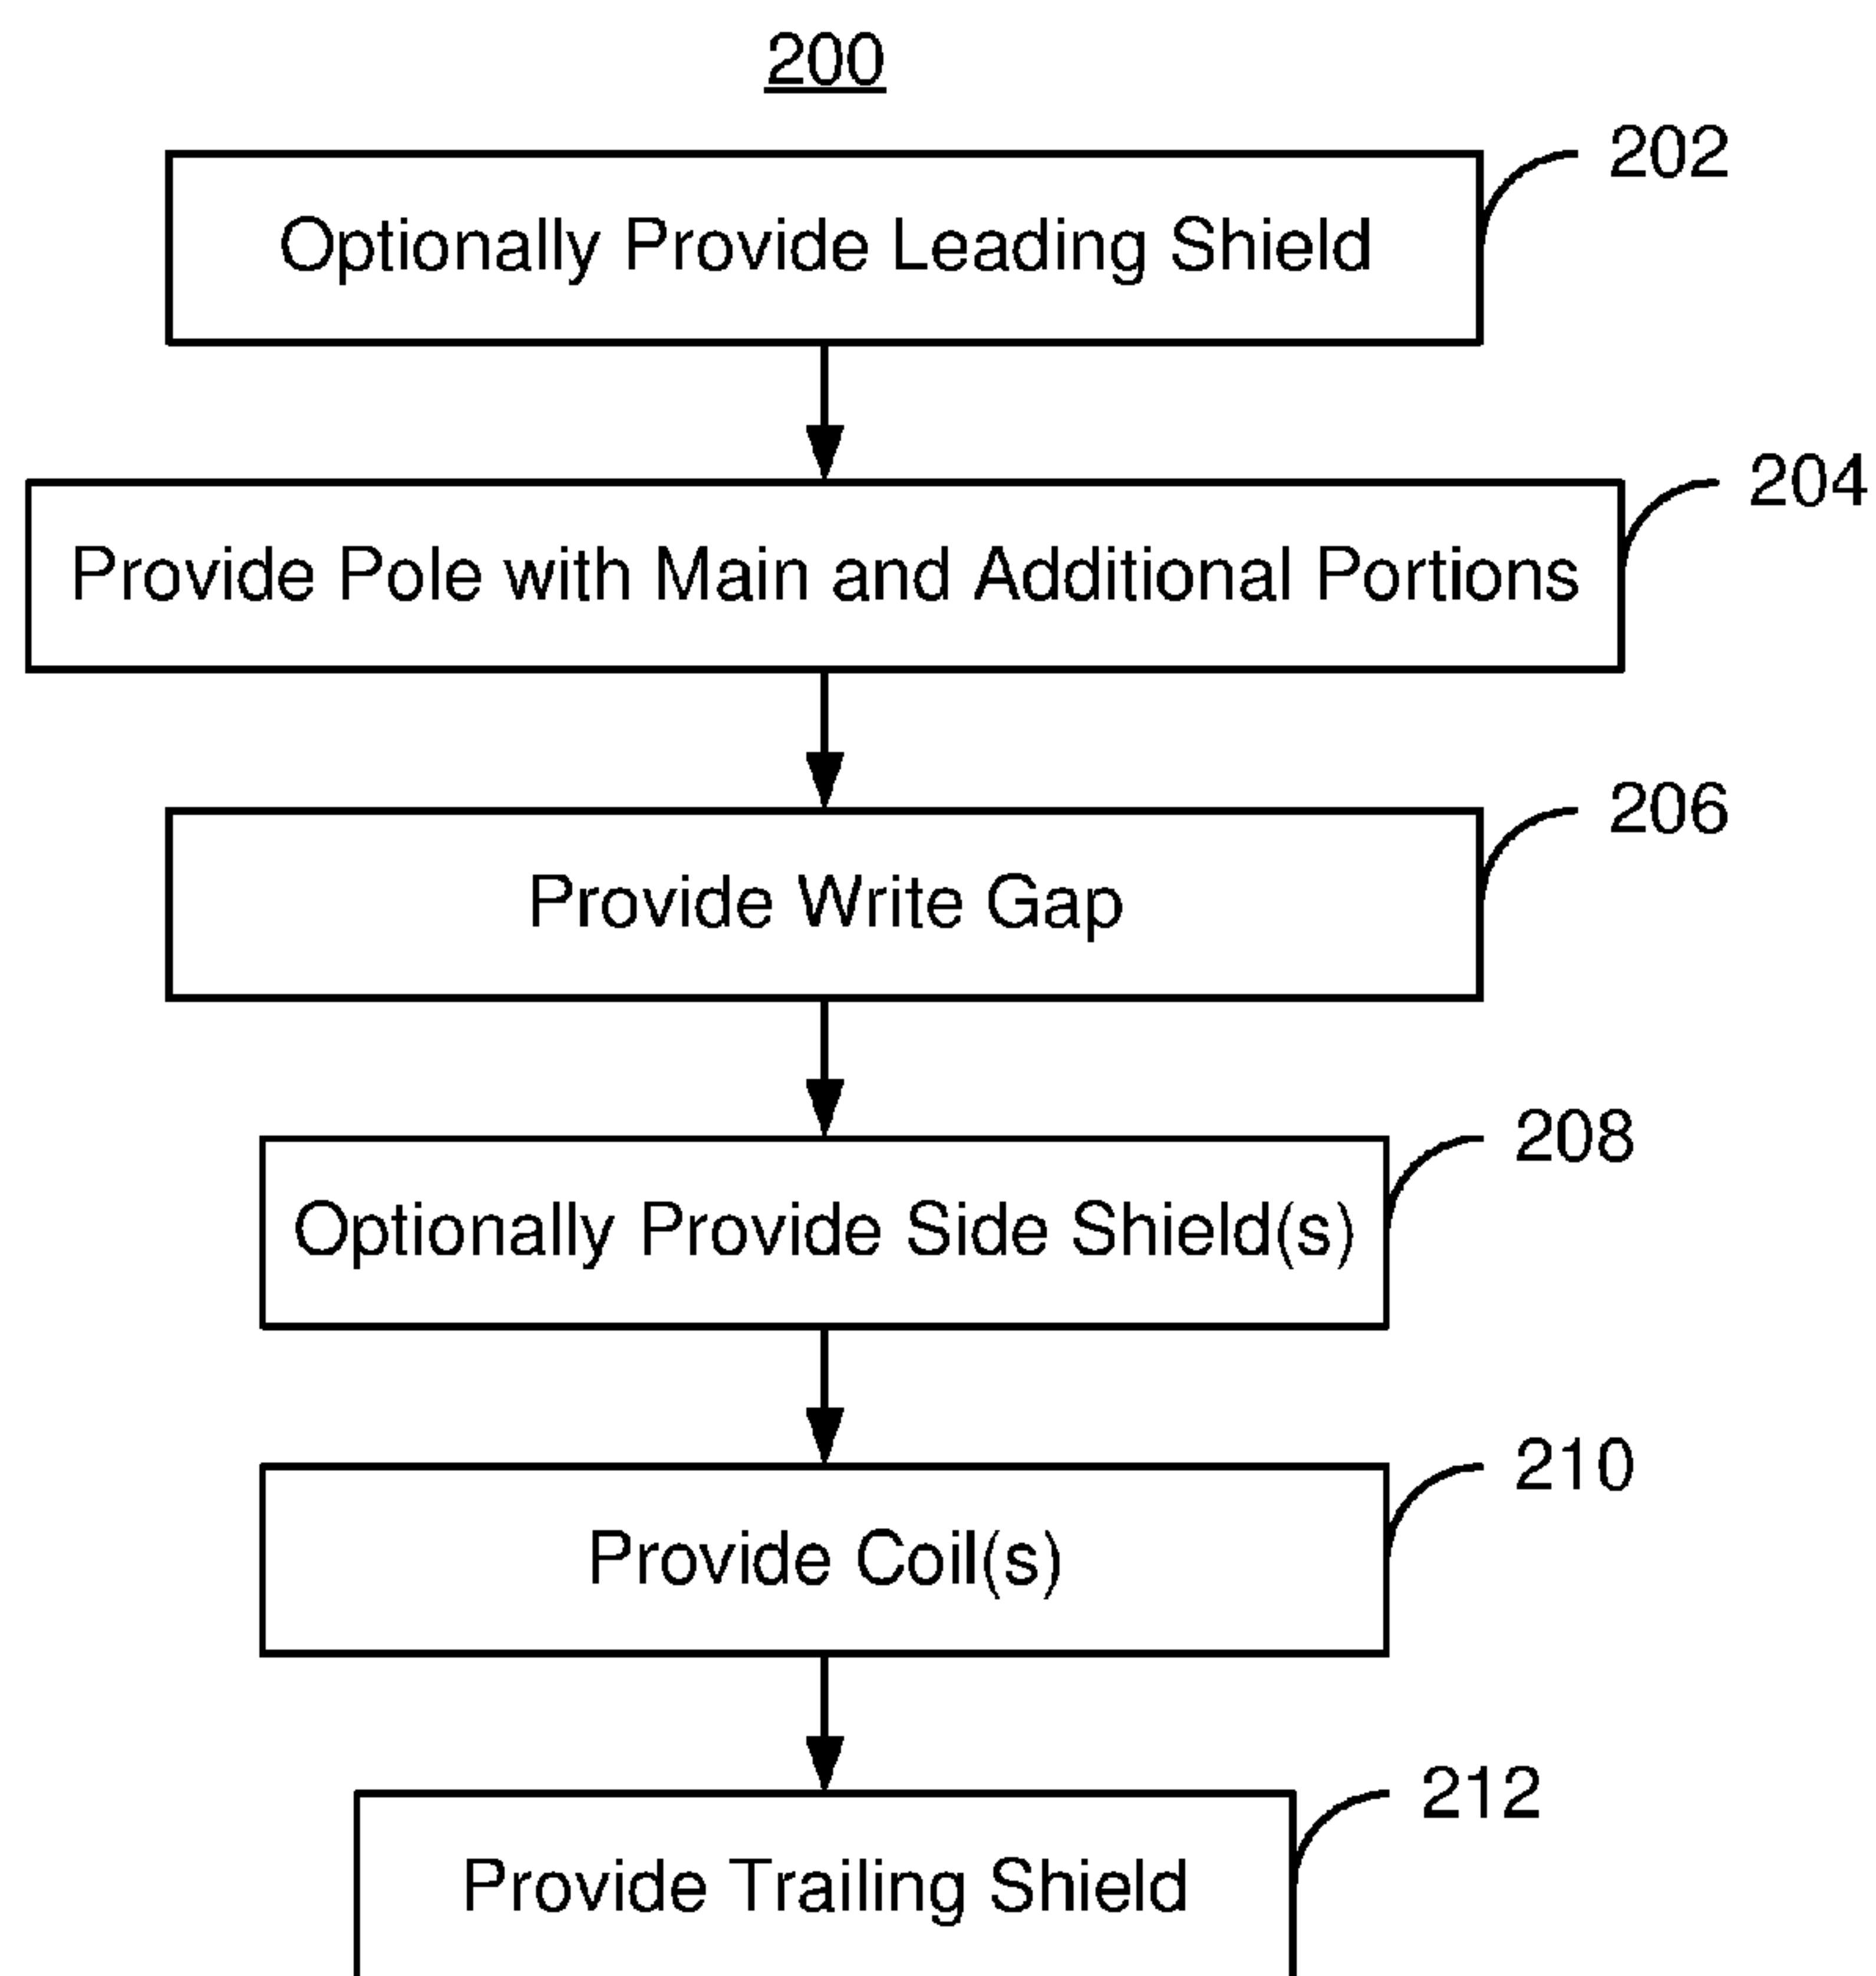 200
202
Optionally Provide Leading Shield
204
Provide Pole with Main and Additional Portions
206
Provide Write Gap
208
Optionally Provide Side Shield(s)
210
Provide Coil(s)
212
Provide Trailing Shield